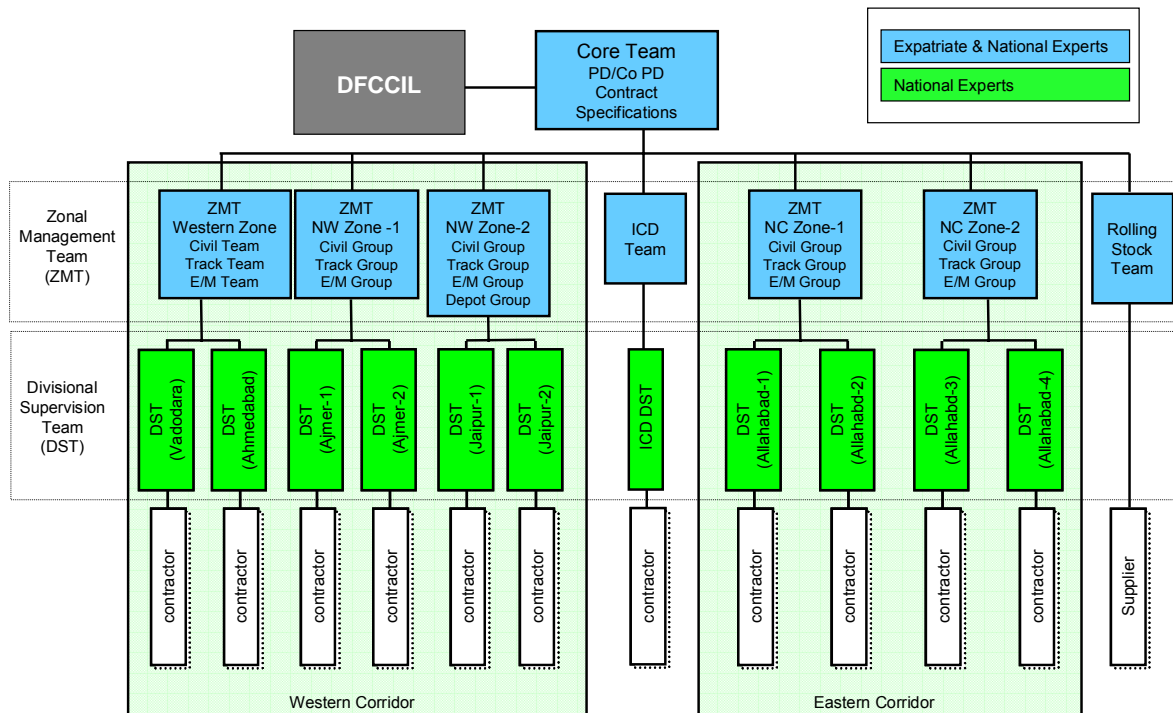 DFCCIL
Core Team
PD/Co PD
Contract
Specifications
Expatriate & National Experts
National Experts
Zonal
Management
Team
(ZMT)
ZMT
Western Zone
Civil Team
Track Team
E/M Team
ZMT
NW Zone -1
Civil Group
Track Group
E/M Group
ZMT
NW Zone-2
Civil Group
Track Group
E/M Group
Depot Group
ICD
Team
ZMT
NC Zone-1
Civil Group
Track Group
E/M Group
ZMT
NC Zone-2
Civil Group
Track Group
E/M Group
Rolling
Stock
Team
Divisional
Supervision
Team
(DST)
DST
(Vadodara)
DST
(Ahmedabad)
DST
(Ajmer-1)
DST
(Ajmer-2)
DST
(Jaipur-1)
DST
(Jaipur-2)
ICD DST
DST
(Allahabad-1)
DST
(Allahabd-2)
DST
(Allahabd-3)
DST
(Allahabad-4)
contractor
contractor
contractor
contractor
contractor
contractor
contractor
contractor
contractor
contractor
contractor
Supplier
Western Corridor
Eastern Corridor